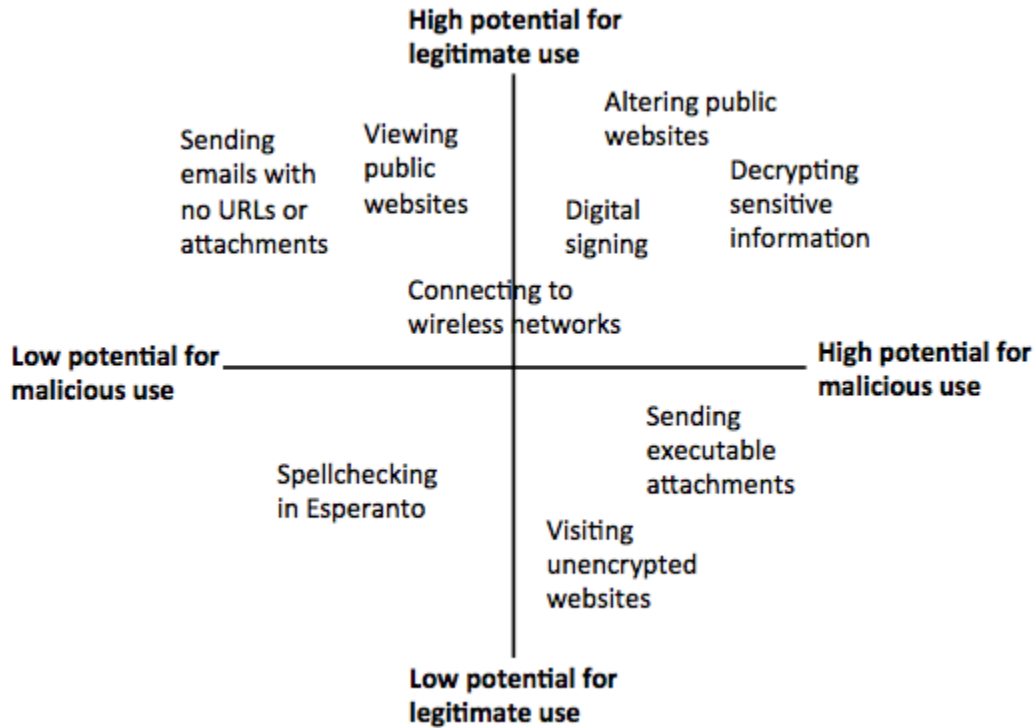 High potential for
legitimate use
Altering public
websites
Sending
emails with
no URLs or
attachments
Viewing
public
websites
Decrypting
sensitive
information
Digital
signing
Connecting to
wireless networks
Low potential for
malicious use
High potential for
malicious use
Sending
executable
attachments
Spellchecking
in Esperanto
Visiting
unencrypted
websites
Low potential for
legitimate use